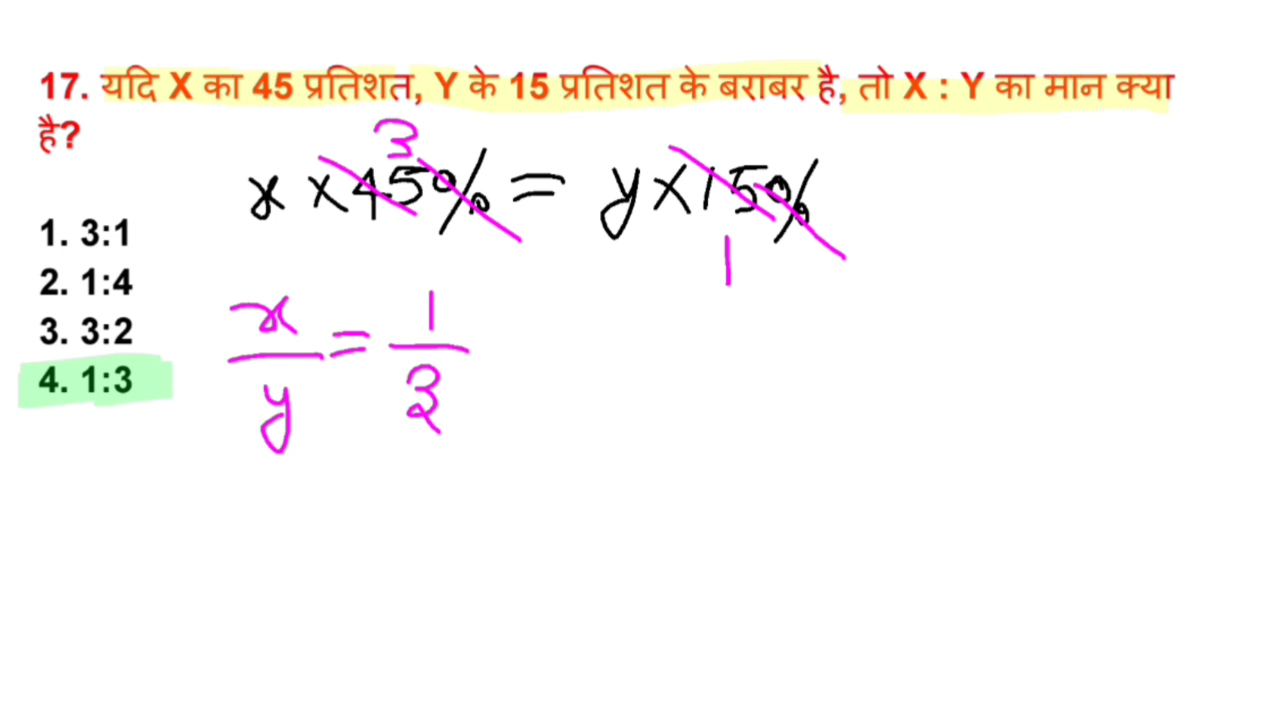 17. यदि X का 45 प्रतिशत, Y के 15 प्रतिशत के बराबर है, तो X : Y का मान क्या
है?
3
x × 45% = y × 15%
1
1. 3:1
2. 1:4
3. 3:2
4. 1:3
x/y = 1/3